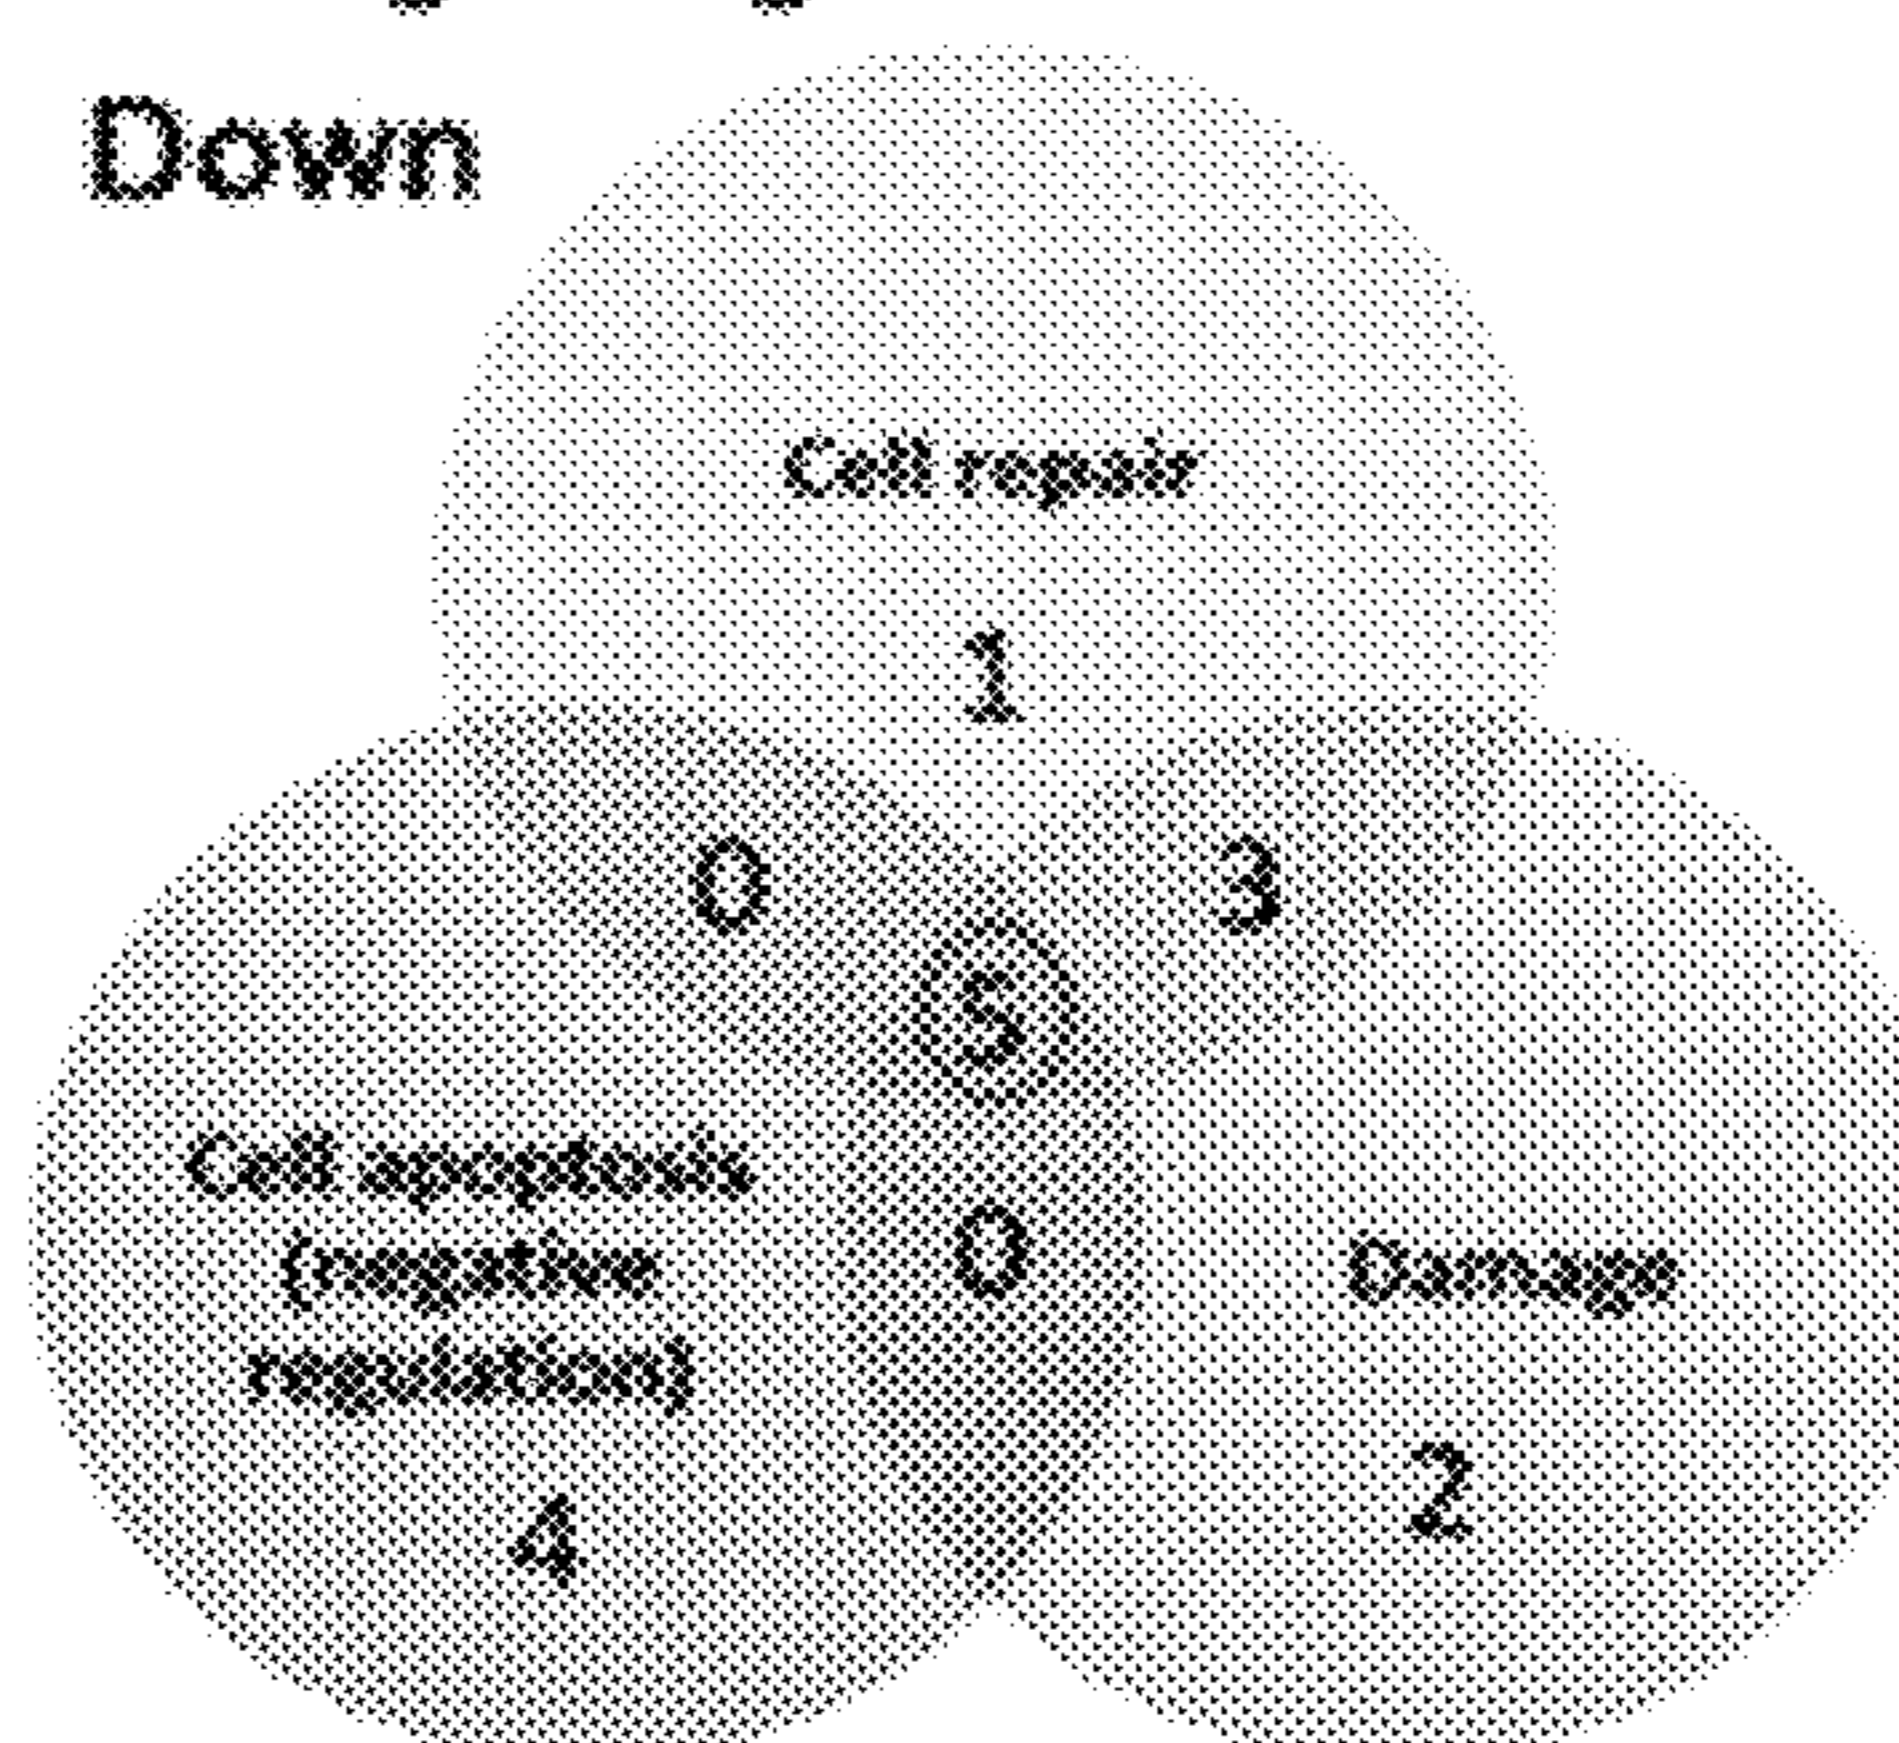 Down
Cell repair
1
0 3
5
Cell apoptosis
(negative
regulation)
0
Damage
2
4